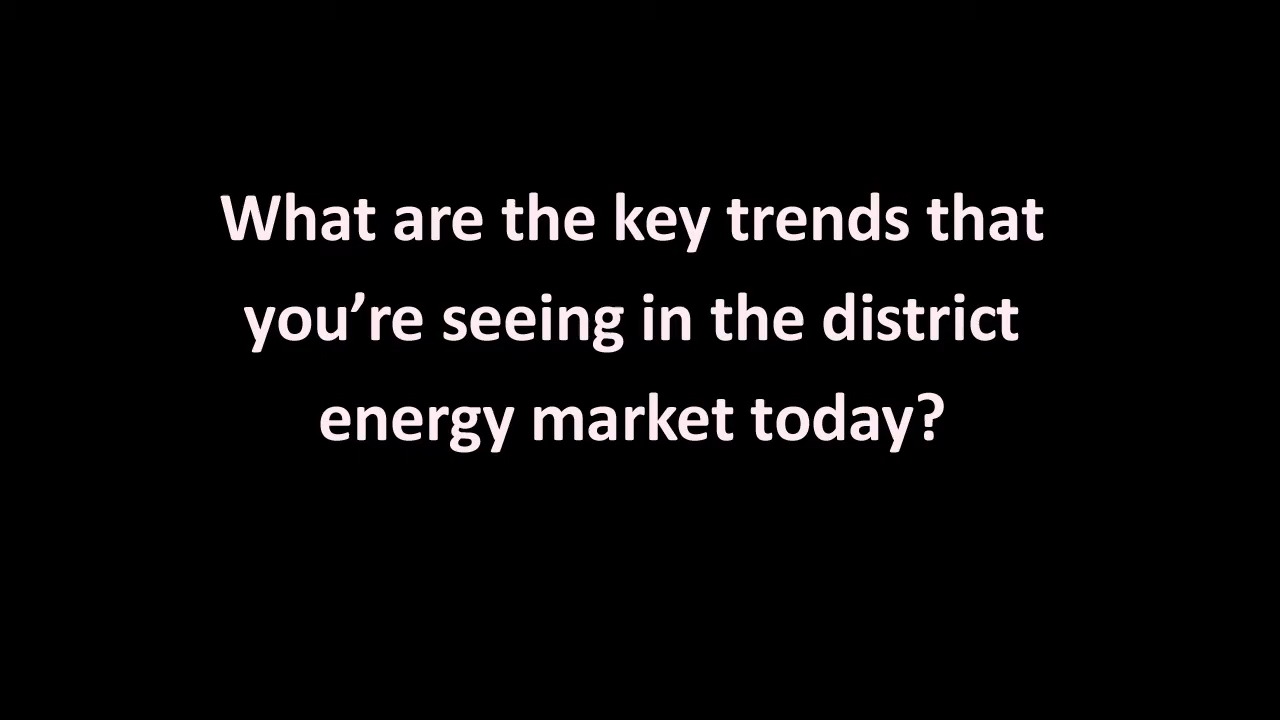 What are the key trends that
you’re seeing in the district
energy market today?